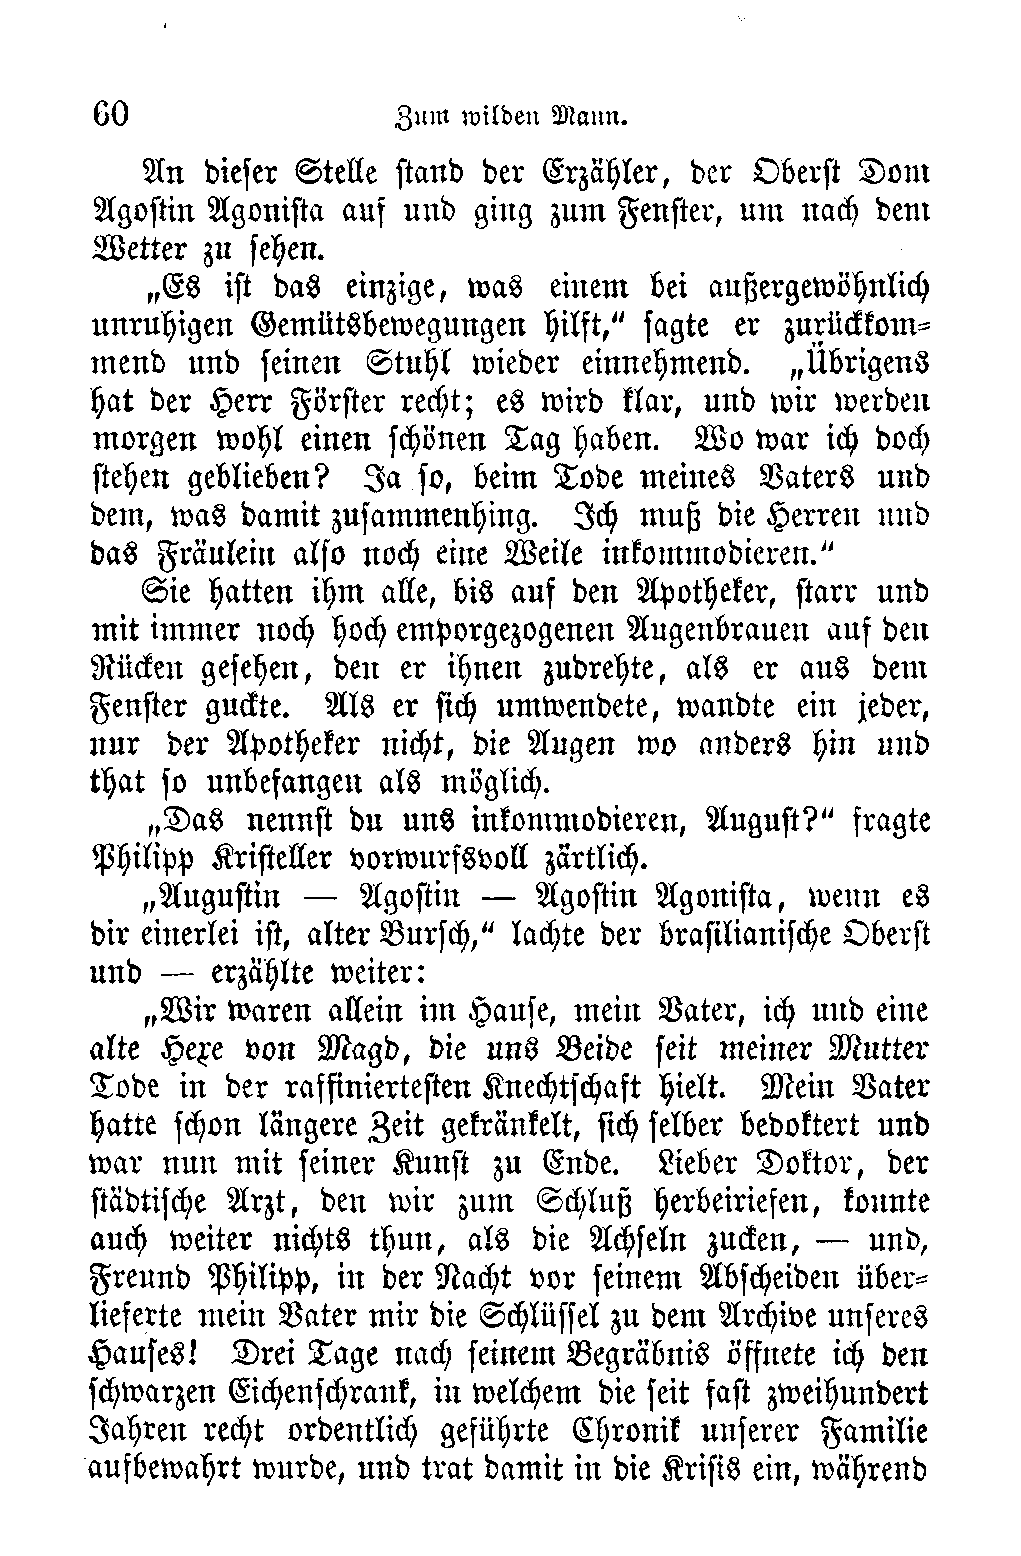 60 Zum wilden Mann.
An dieser Stelle stand der Erzähler, der Oberst Dom
Agostin Agonista auf und ging zum Fenster, um nach dem
Wetter zu sehen.
„Es ist das einzige, was einem bei außergewöhnlich
unruhigen Gemütsbewegungen hilft,“ sagte er zurückkom-
mend und seinen Stuhl wieder einnehmend. „Übrigens
hat der Herr Förster recht; es wird klar, und wir werden
morgen wohl einen schönen Tag haben. Wo war ich doch
stehen geblieben? Ja so, beim Tode meines Vaters und
dem, was damit zusammenhing. Ich muß die Herren und
das Fräulein also noch eine Weile inkommodieren.“
Sie hatten ihm alle, bis auf den Apotheker, starr und
mit immer noch hoch emporgezogenen Augenbrauen auf den
Rücken gesehen, den er ihnen zudrehte, als er aus dem
Fenster guckte. Als er sich umwendete, wandte ein jeder,
nur der Apotheker nicht, die Augen wo anders hin und
that so unbefangen als möglich.
„Das nennst du uns inkommodieren, August?“ fragte
Philipp Kristeller vorwurfsvoll zärtlich.
„Augustin — Agostin — Agostin Agonista, wenn es
dir einerlei ist, alter Bursch,“ lachte der brasilianische Oberst
und — erzählte weiter:
„Wir waren allein im Hause, mein Vater, ich und eine
alte Hexe von Magd, die uns Beide seit meiner Mutter
Tode in der raffiniertesten Knechtschaft hielt. Mein Vater
hatte schon längere Zeit gekränkelt, sich selber bedoktert und
war nun mit seiner Kunst zu Ende. Lieber Doktor, der
städtische Arzt, den wir zum Schluß herbeiriefen, konnte
auch weiter nichts thun, als die Achseln zucken, — und,
Freund Philipp, in der Nacht vor seinem Abscheiden über-
lieferte mein Vater mir die Schlüssel zu dem Archive unseres
Hauses! Drei Tage nach seinem Begräbnis öffnete ich den
schwarzen Eichenschrank, in welchem die seit fast zweihundert
Jahren recht ordentlich geführte Chronik unserer Familie
aufbewahrt wurde, und trat damit in die Krisis ein, während